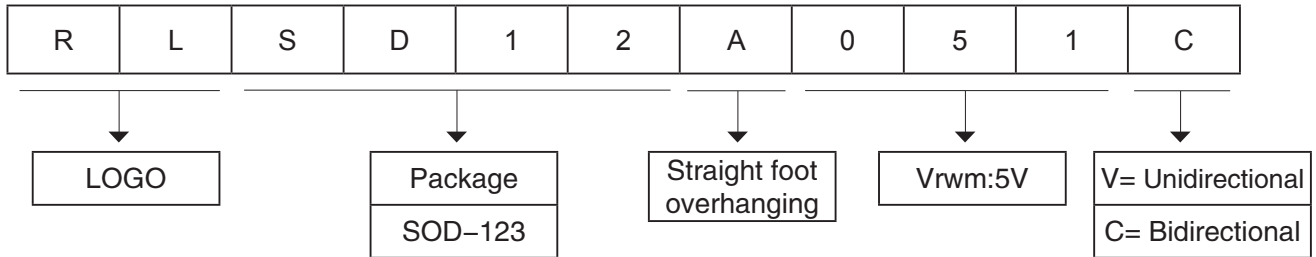 R L S D 1 2 A 0 5 1 C
LOGO
Package
SOD−123
Straight foot
overhanging
Vrwm:5V
V= Unidirectional
C= Bidirectional